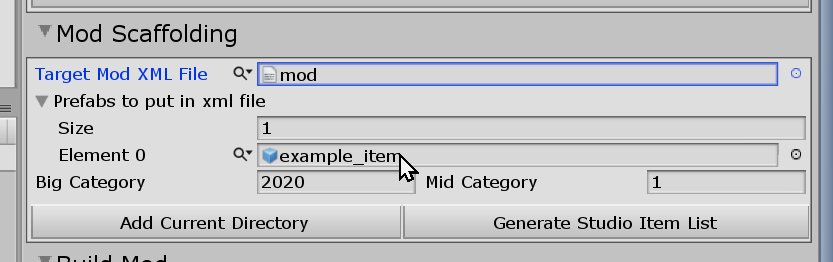 Mod Scaffolding
Target Mod XML File mod
Prefabs to put in xml file
Size 1
Element 0 example_item
Big Category 2020 Mid Category 1
Add Current Directory Generate Studio Item List
Build Mod